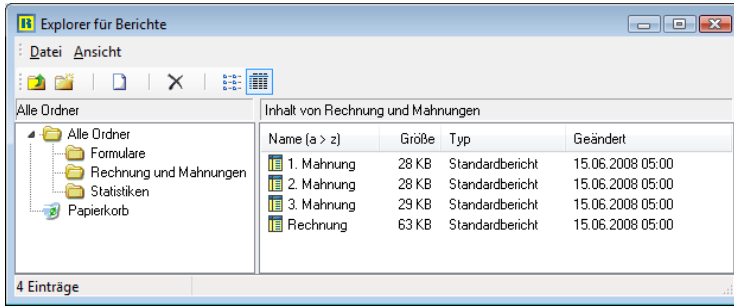 Explorer für Berichte
Datei Ansicht
Alle Ordner
Inhalt von Rechnung und Mahnungen
Alle Ordner
Formulare
Rechnung und Mahnungen
Statistiken
Papierkorb
Name (a > z) Größe Typ Geändert
1. Mahnung 28 KB Standardbericht 15.06.2008 05:00
2. Mahnung 28 KB Standardbericht 15.06.2008 05:00
3. Mahnung 29 KB Standardbericht 15.06.2008 05:00
Rechnung 63 KB Standardbericht 15.06.2008 05:00
4 Einträge